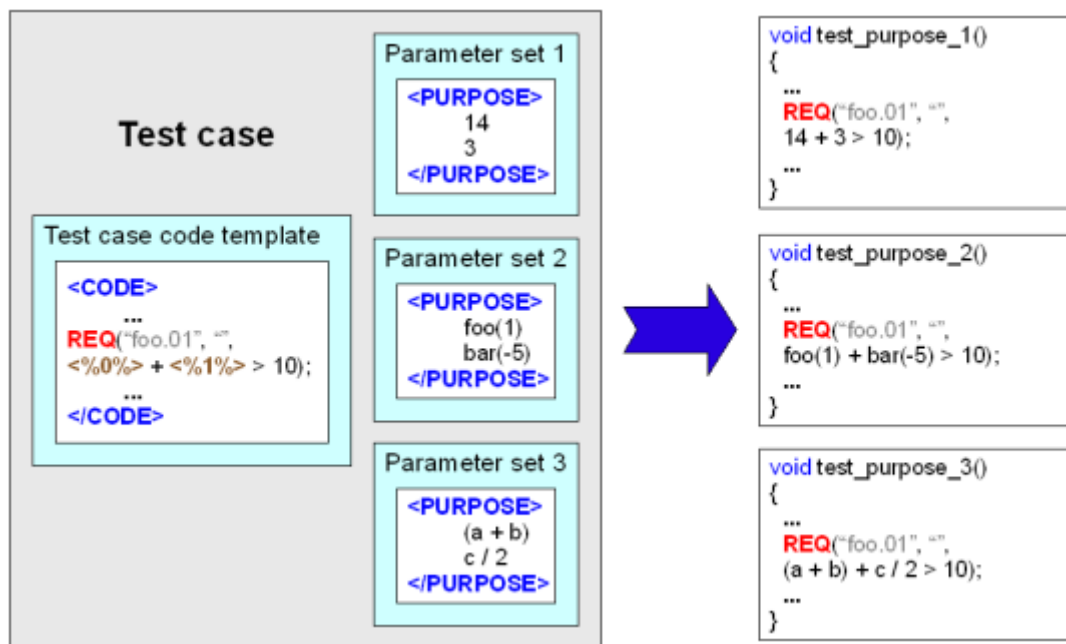 Test case
Test case code template
<CODE>
...
REQ("foo.01", "",
<%0%> + <%1%> > 10);
...
</CODE>
Parameter set 1
<PURPOSE>
14
3
</PURPOSE>
Parameter set 2
<PURPOSE>
foo(1)
bar(-5)
</PURPOSE>
Parameter set 3
<PURPOSE>
(a + b)
c / 2
</PURPOSE>
void test_purpose_1()
{
...
REQ(“foo.01”, “”,
14 + 3 > 10);
...
}
void test_purpose_2()
{
...
REQ(“foo.01”, “”,
foo(1) + bar(-5) > 10);
...
}
void test_purpose_3()
{
...
REQ(“foo.01”, “”,
(a + b) + c / 2 > 10);
...
}